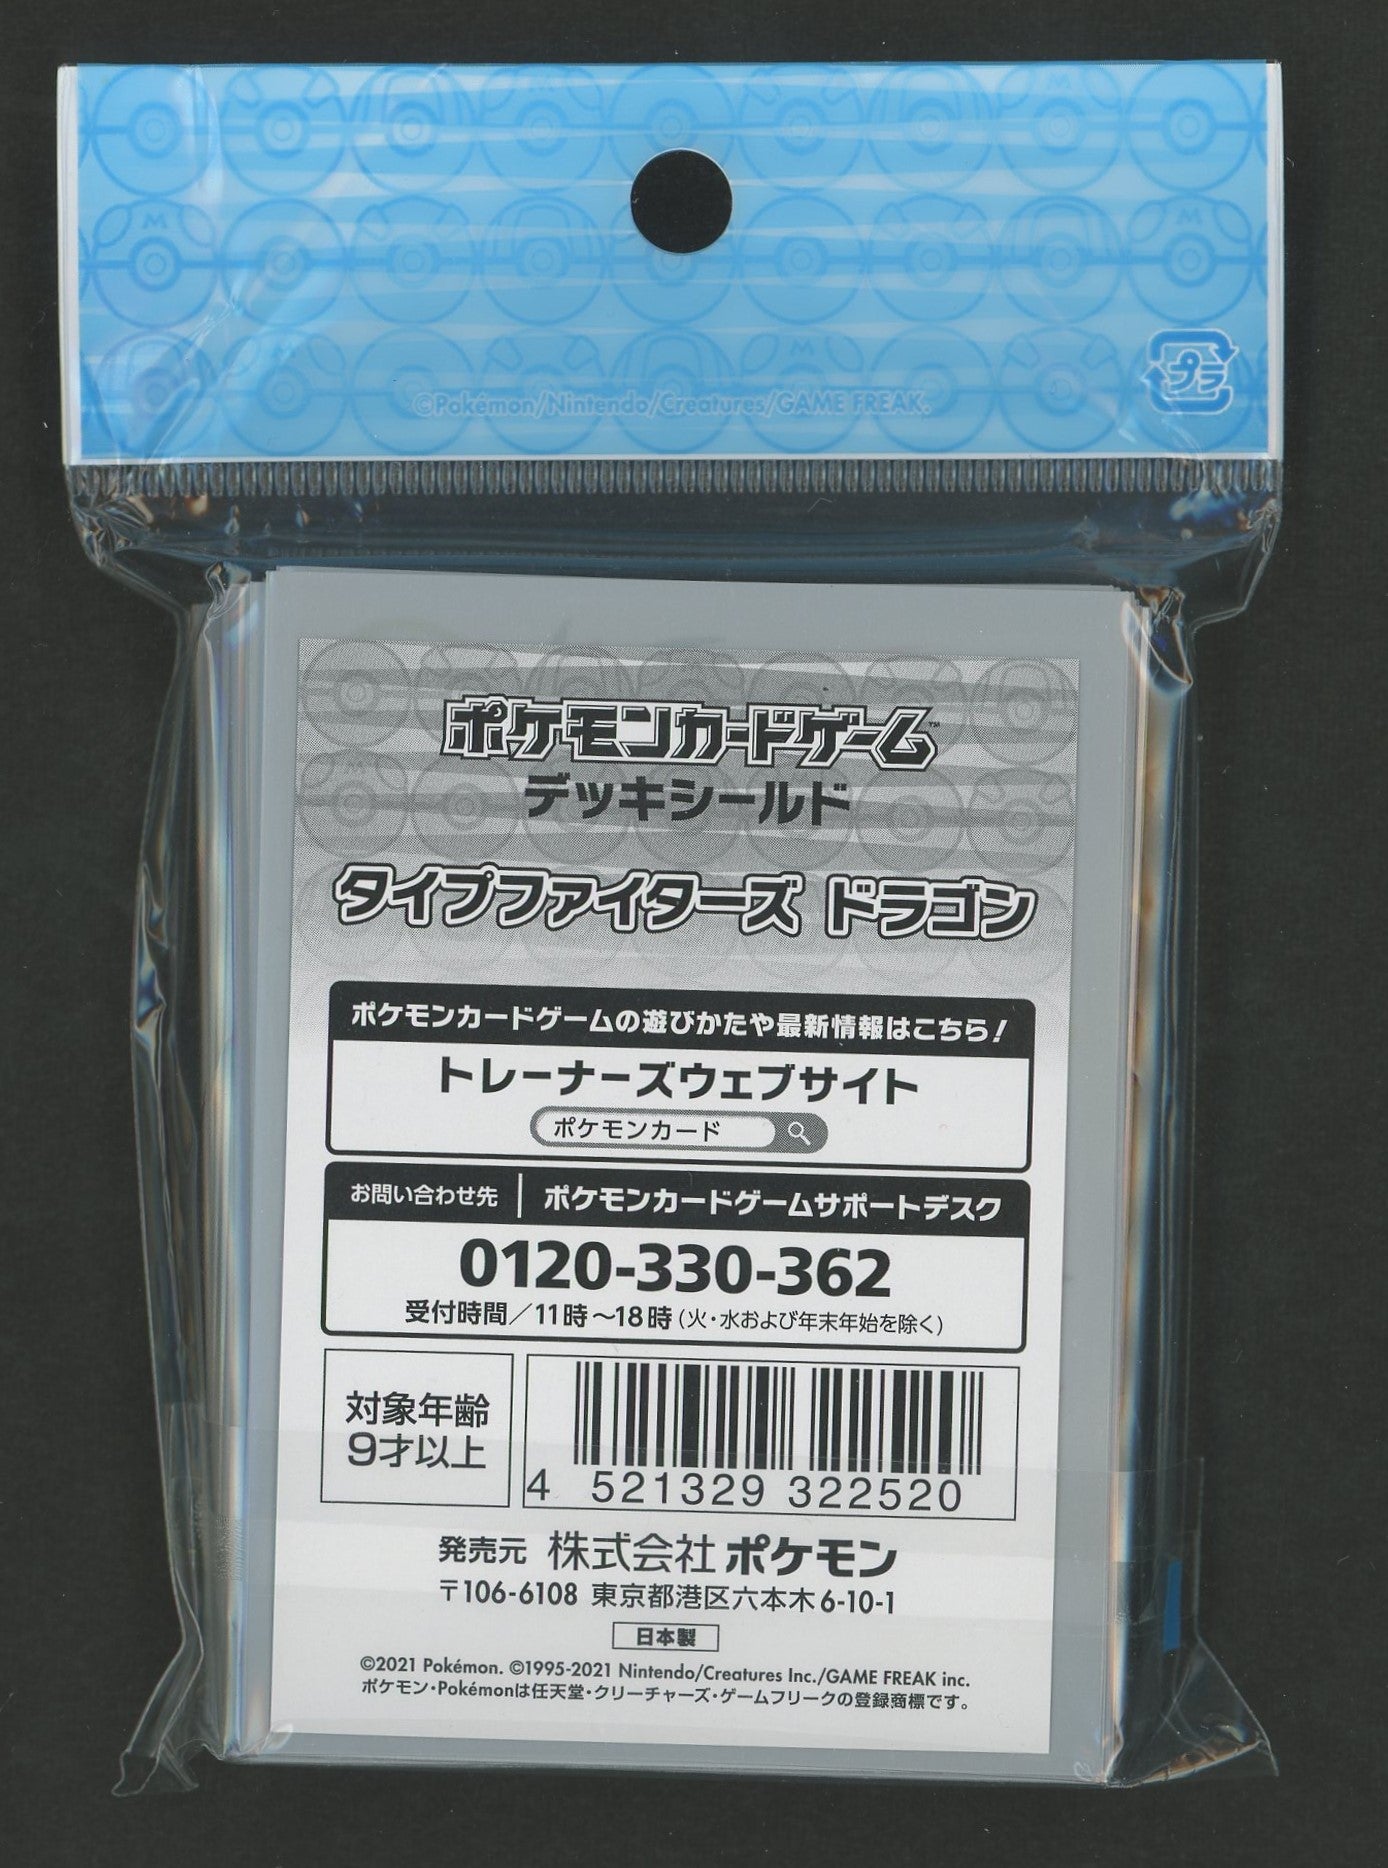 ©Pokémon/Nintendo/Creatures/GAME FREAK.
プラ
ポケモンカードゲーム™
デッキシールド
タイプファイターズ ドラゴン
ポケモンカードゲームの遊びかたや最新情報はこちら!
トレーナーズウェブサイト
ポケモンカード
お問い合わせ先 ポケモンカードゲームサポートデスク
0120-330-362
受付時間／11時～18時(火・水および年末年始を除く)
対象年齢
9才以上
4 521329 322520
発売元 株式会社ポケモン
〒106-6108 東京都港区六本木6-10-1
日本製
©2021 Pokémon. ©1995-2021 Nintendo/Creatures Inc./GAME FREAK inc.
ポケモン・Pokémonは任天堂・クリーチャーズ・ゲームフリークの登録商標です。